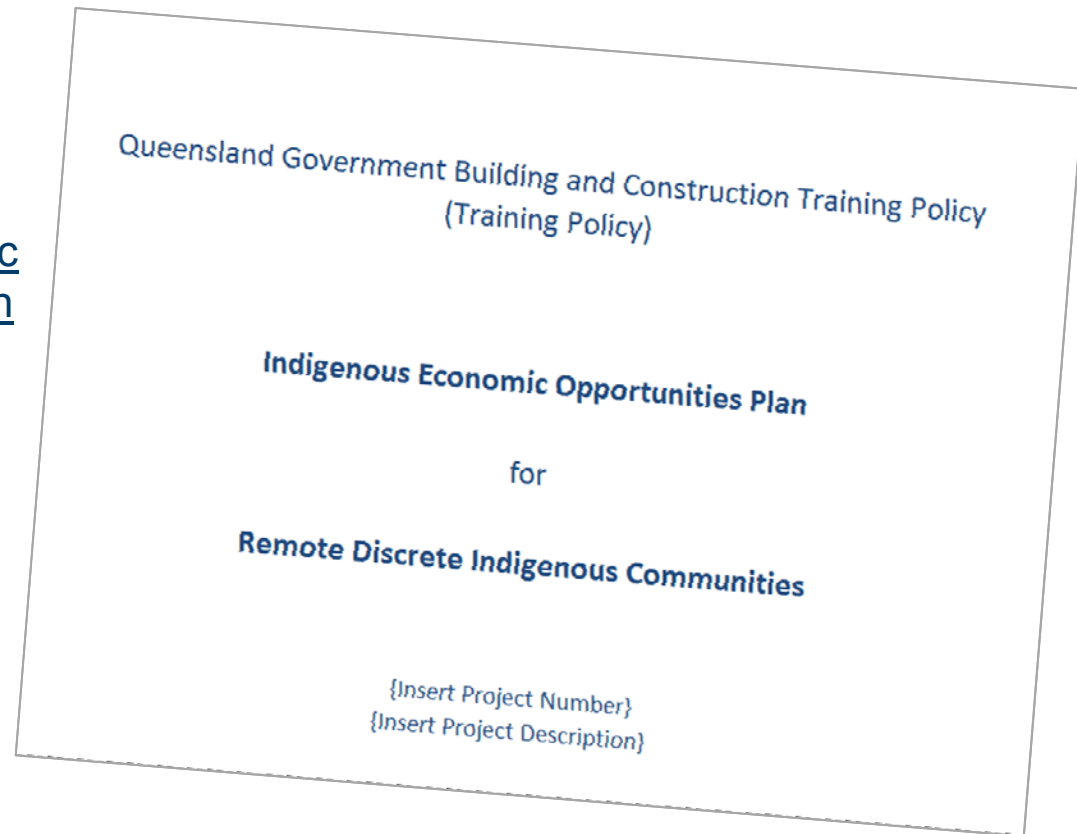 c
n
Queensland Government Building and Construction Training Policy
(Training Policy)
Indigenous Economic Opportunities Plan
for
Remote Discrete Indigenous Communities
{Insert Project Number}
{Insert Project Description}